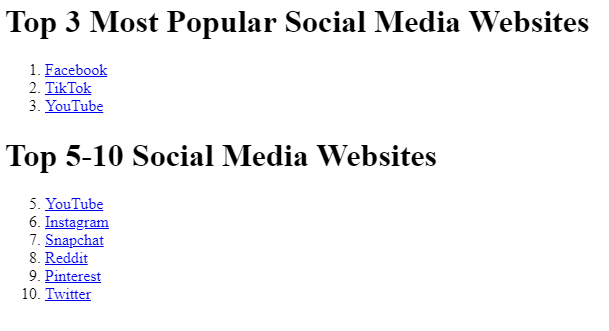 Top 3 Most Popular Social Media Websites
1. Facebook
2. TikTok
3. YouTube
Top 5-10 Social Media Websites
5. YouTube
6. Instagram
7. Snapchat
8. Reddit
9. Pinterest
10. Twitter